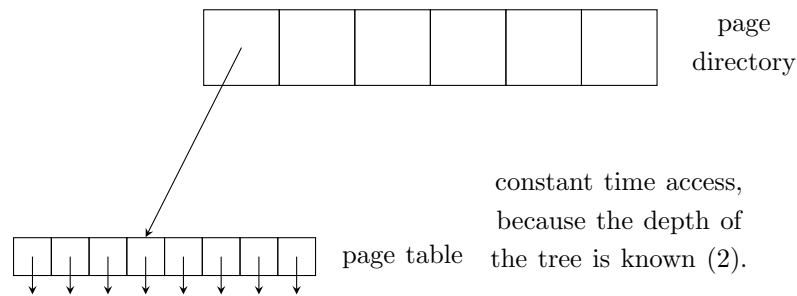 page
directory
constant time access,
because the depth of
the tree is known (2).
page table